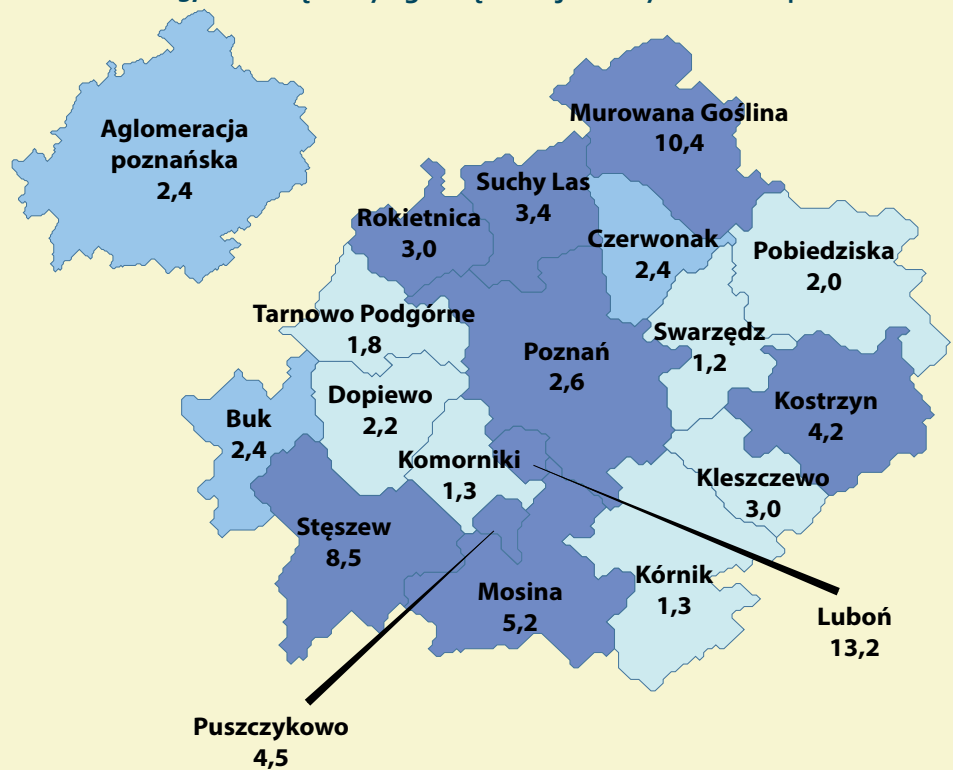 Aglomeracja
poznańska
2,4
Murowana Goślina
10,4
Suchy Las
3,4
Rokietnica
3,0
Czerwonak
2,4
Pobiedziska
2,0
Tarnowo Podgórne
1,8
Swarzędz
1,2
Poznań
2,6
Dopiewo
2,2
Kostrzyn
4,2
Buk
2,4
Komorniki
1,3
Kleszczewo
3,0
Stęszew
8,5
Kórnik
1,3
Mosina
5,2
Luboń
13,2
Puszczykowo
4,5